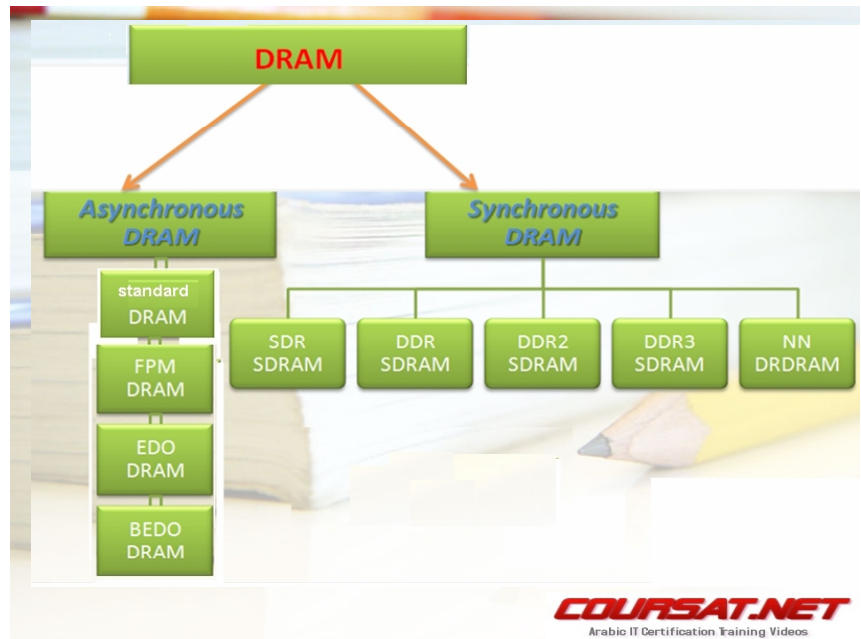 DRAM
Asynchronous
DRAM
Synchronous
DRAM
standard
DRAM
FPM
DRAM
EDO
DRAM
BEDO
DRAM
SDR
SDRAM
DDR
SDRAM
DDR2
SDRAM
DDR3
SDRAM
NN
DRDRAM
COURSAT.NET
Arabic IT Certification Training Videos